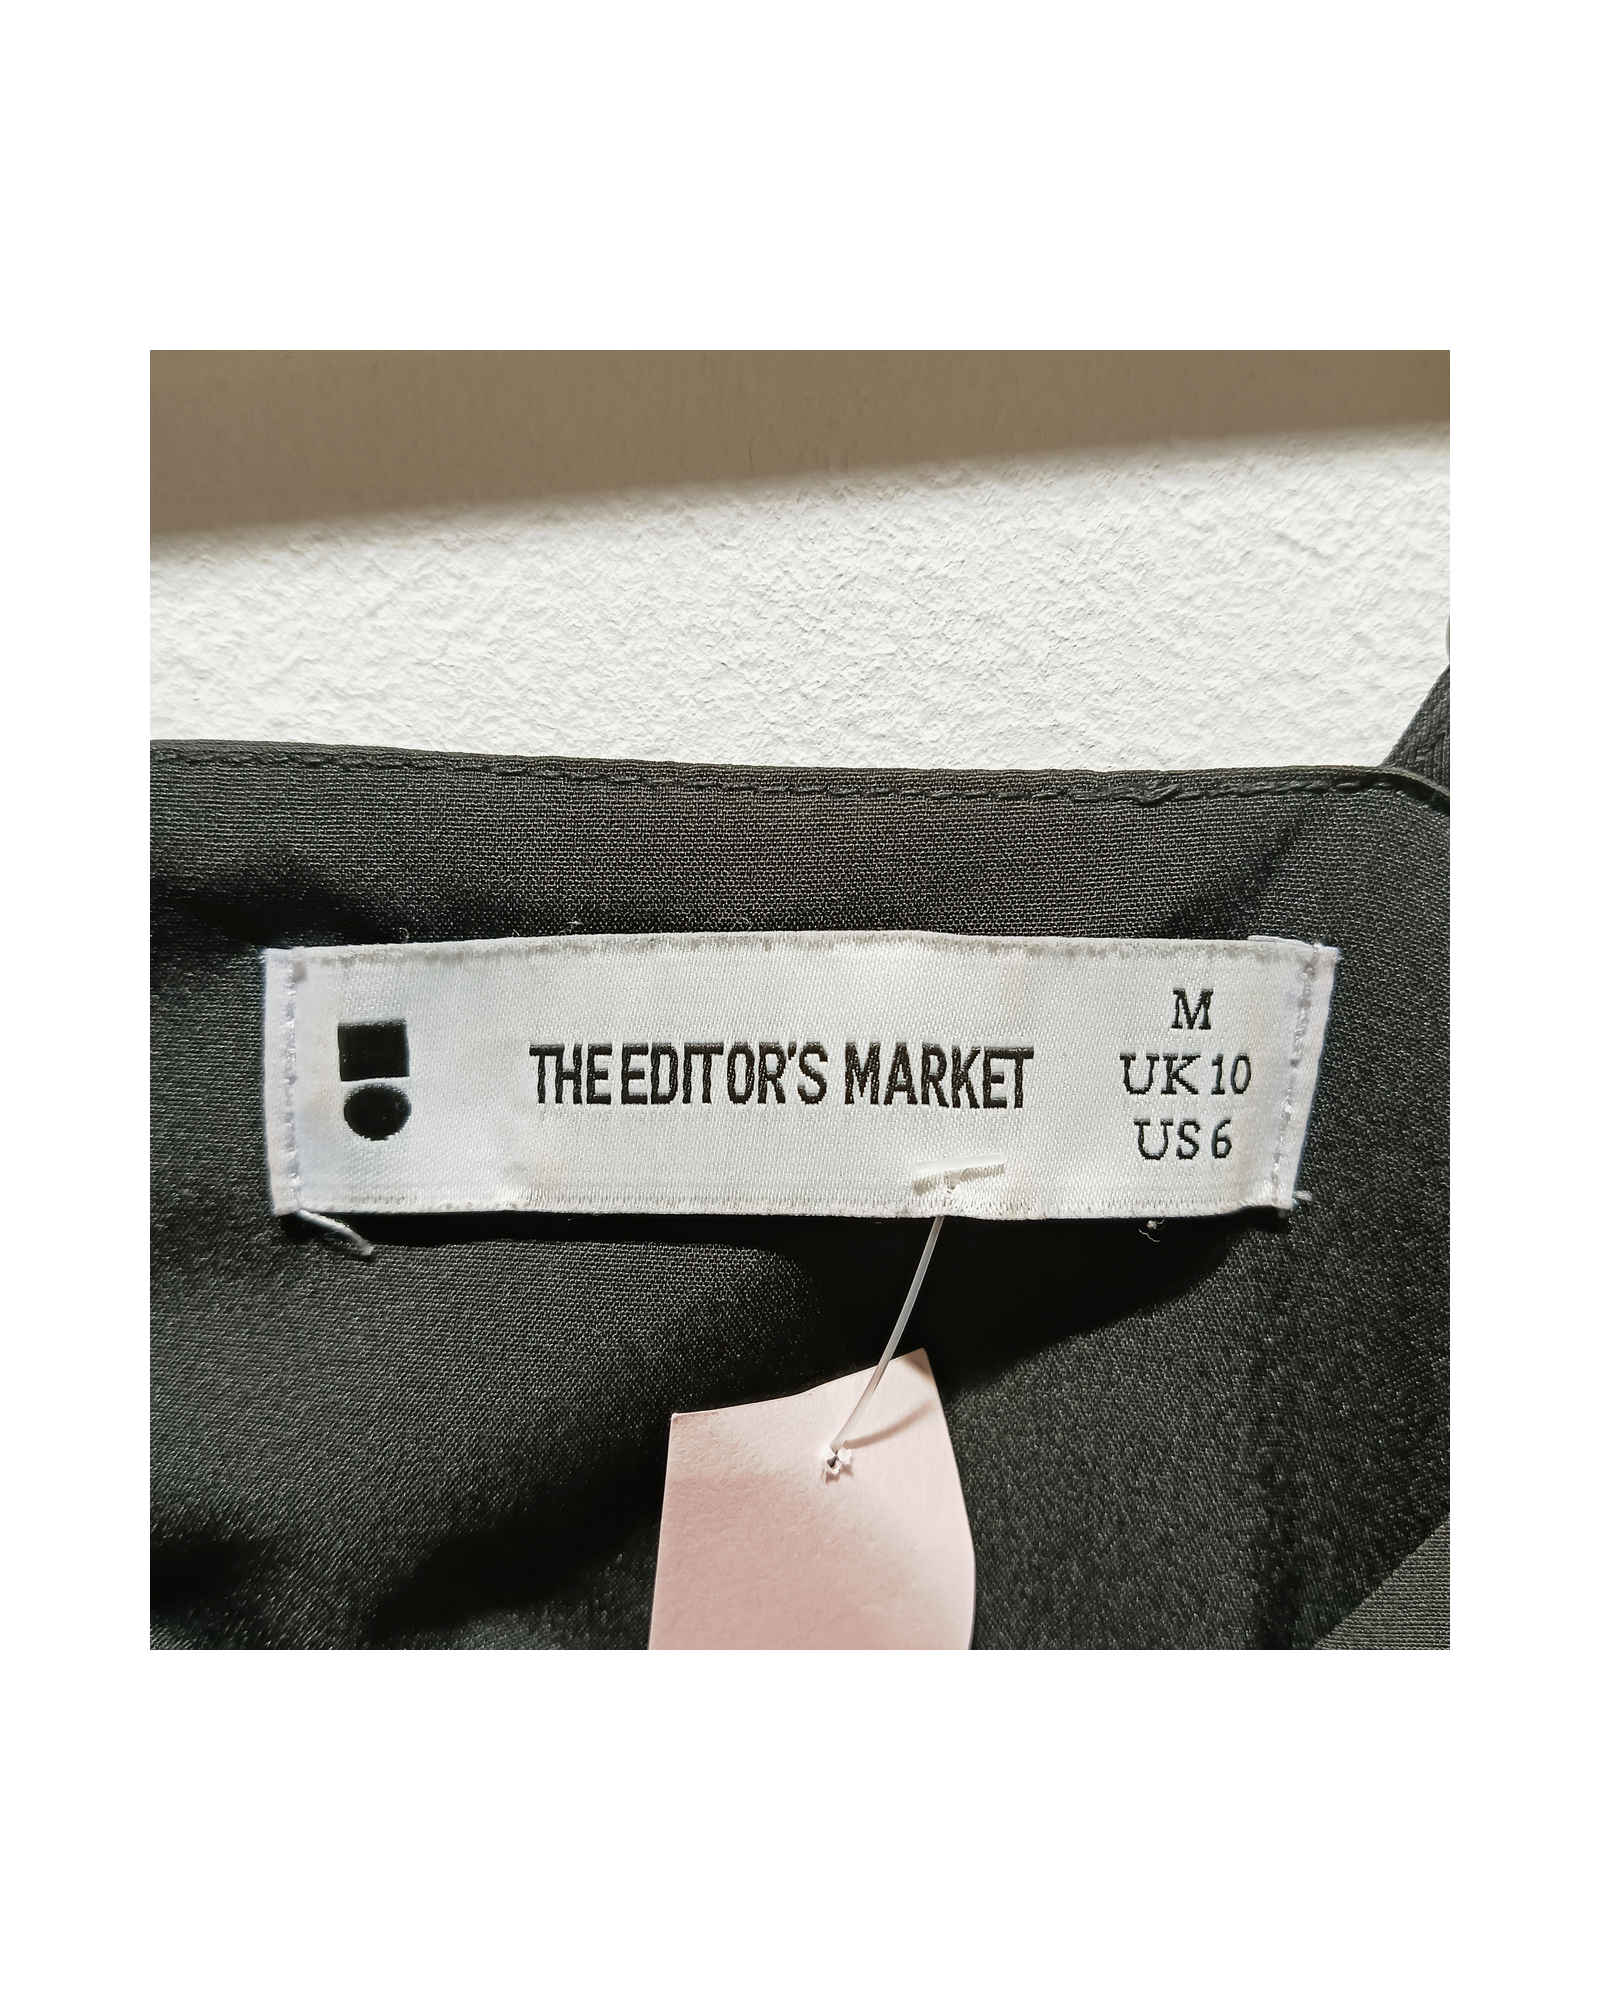 THE EDITOR'S MARKET
M
UK 10
US 6